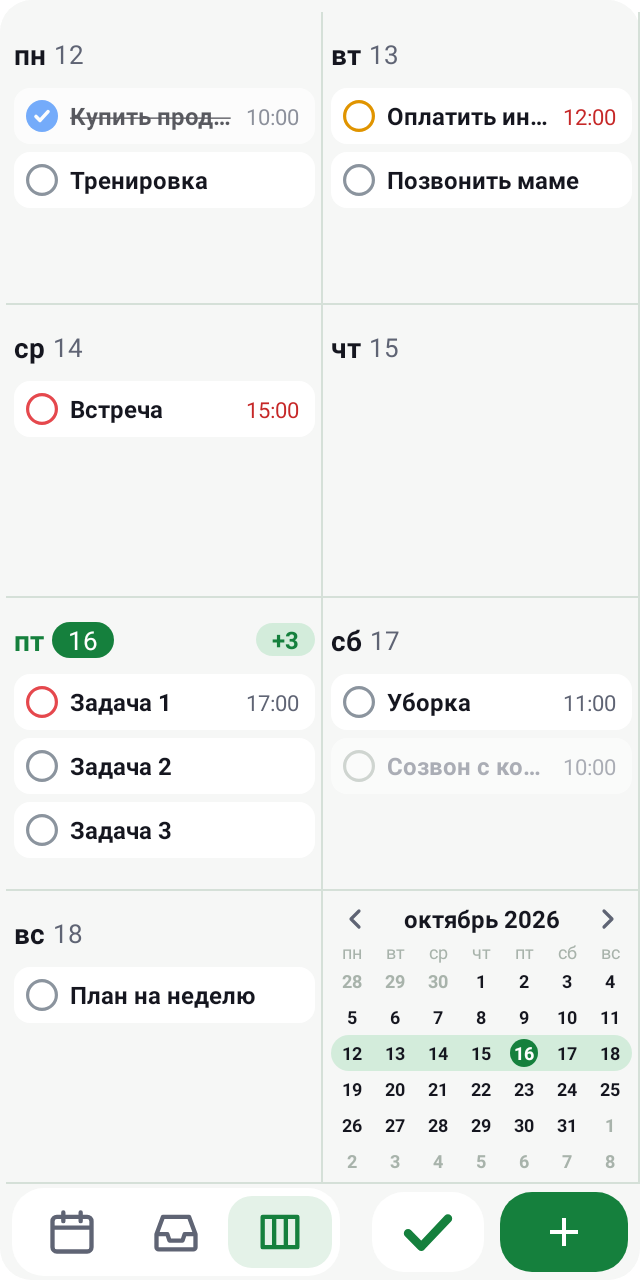 пн 12
Купить прод… 10:00
Тренировка
вт 13
Оплатить ин… 12:00
Позвонить маме
ср 14
Встреча 15:00
чт 15
пт 16 +3
Задача 1 17:00
Задача 2
Задача 3
сб 17
Уборка 11:00
Созвон с ко… 10:00
вс 18
План на неделю
октябрь 2026
пн вт ср чт пт сб вс
28 29 30 1 2 3 4
5 6 7 8 9 10 11
12 13 14 15 16 17 18
19 20 21 22 23 24 25
26 27 28 29 30 31 1
2 3 4 5 6 7 8